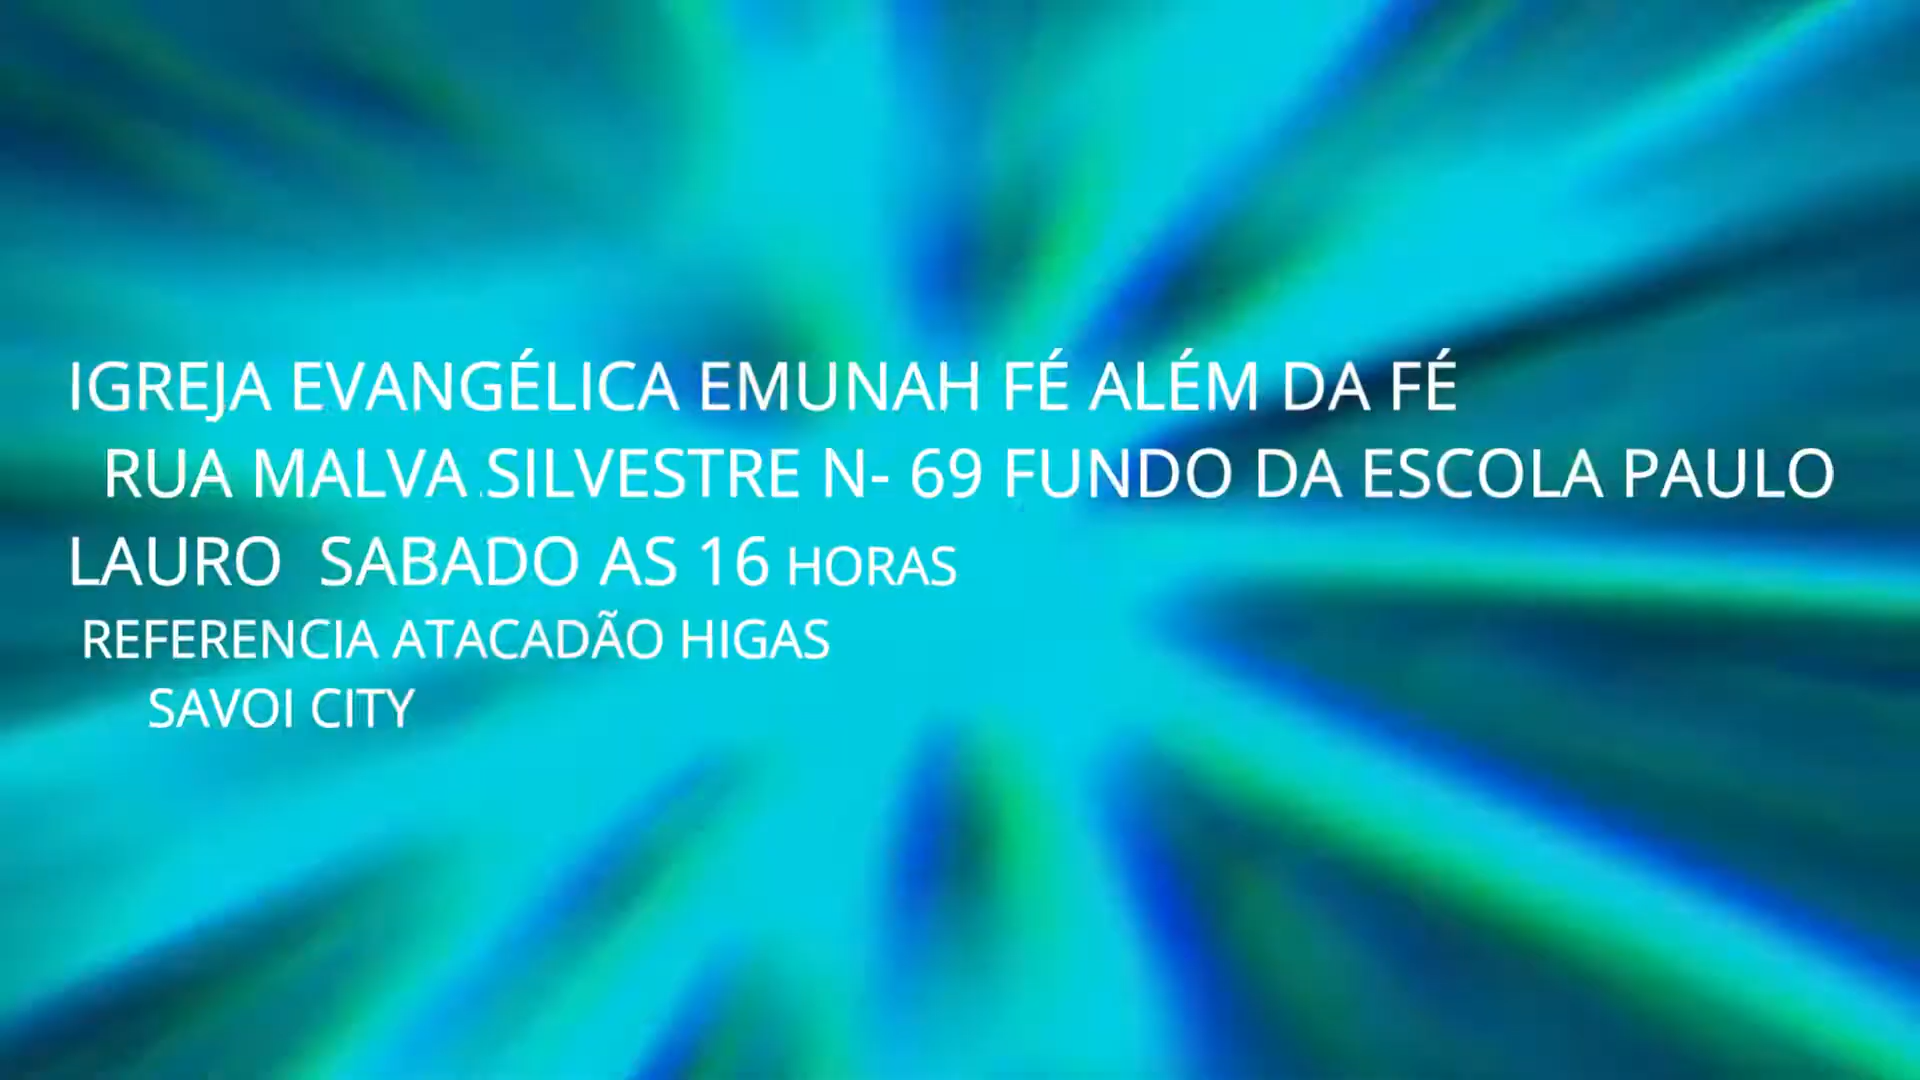 IGREJA EVANGÉLICA EMUNAH FÉ ALÉM DA FÉ
RUA MALVA .SILVESTRE N- 69 FUNDO DA ESCOLA PAULO
LAURO SABADO AS 16 HORAS
REFERENCIA ATACADÃO HIGAS
SAVOI CITY